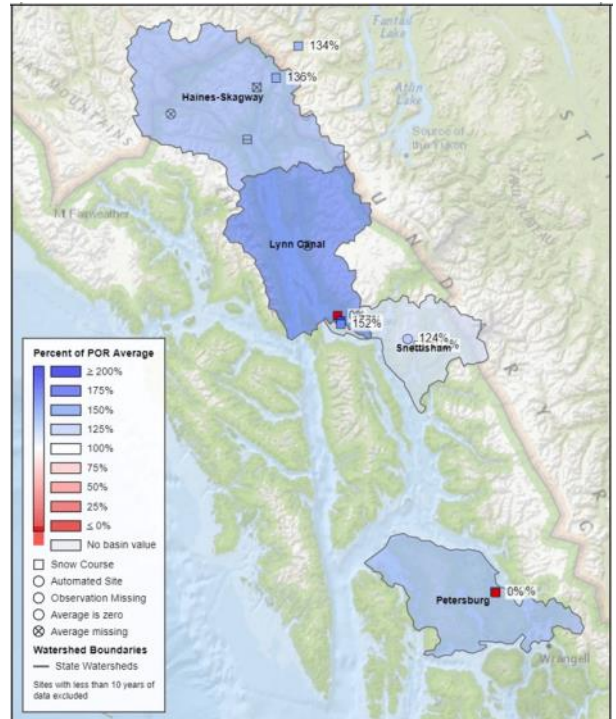 Fantail
Lake
134%
136%
Atlin
Lake
Haines-Skagway
MOUNTAINS
Source of
the Yukon
Mt Fairweather
Lynn Canal
0%
152%
124%
Snettisham
Percent of POR Average
≥ 200%
175%
150%
125%
100%
75%
50%
25%
≤ 0%
No basin value
Snow Course
Automated Site
Observation Missing
Average is zero
Average missing
Watershed Boundaries
State Watersheds
Sites with less than 10 years of
data excluded
Petersburg
0%
Wrangell